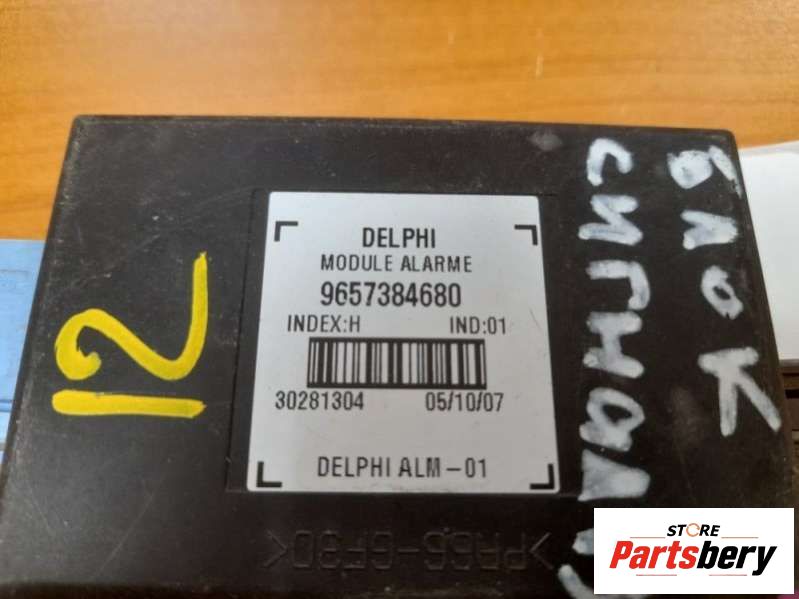 DELPHI
MODULE ALARME
9657384680
INDEX:H IND:01
30281304 05/10/07
DELPHI ALM-01
12
БЛОК
>PA66-GF30<
STORE
Partsbery